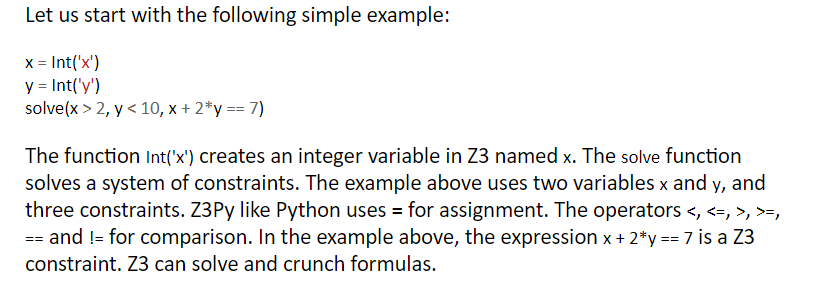 Let us start with the following simple example:
x = Int('x')
y = Int('y')
solve(x > 2, y < 10, x + 2*y == 7)
The function Int('x') creates an integer variable in Z3 named x. The solve function
solves a system of constraints. The example above uses two variables x and y, and
three constraints. Z3Py like Python uses = for assignment. The operators <, <=, >, >=,
== and != for comparison. In the example above, the expression x + 2*y == 7 is a Z3
constraint. Z3 can solve and crunch formulas.